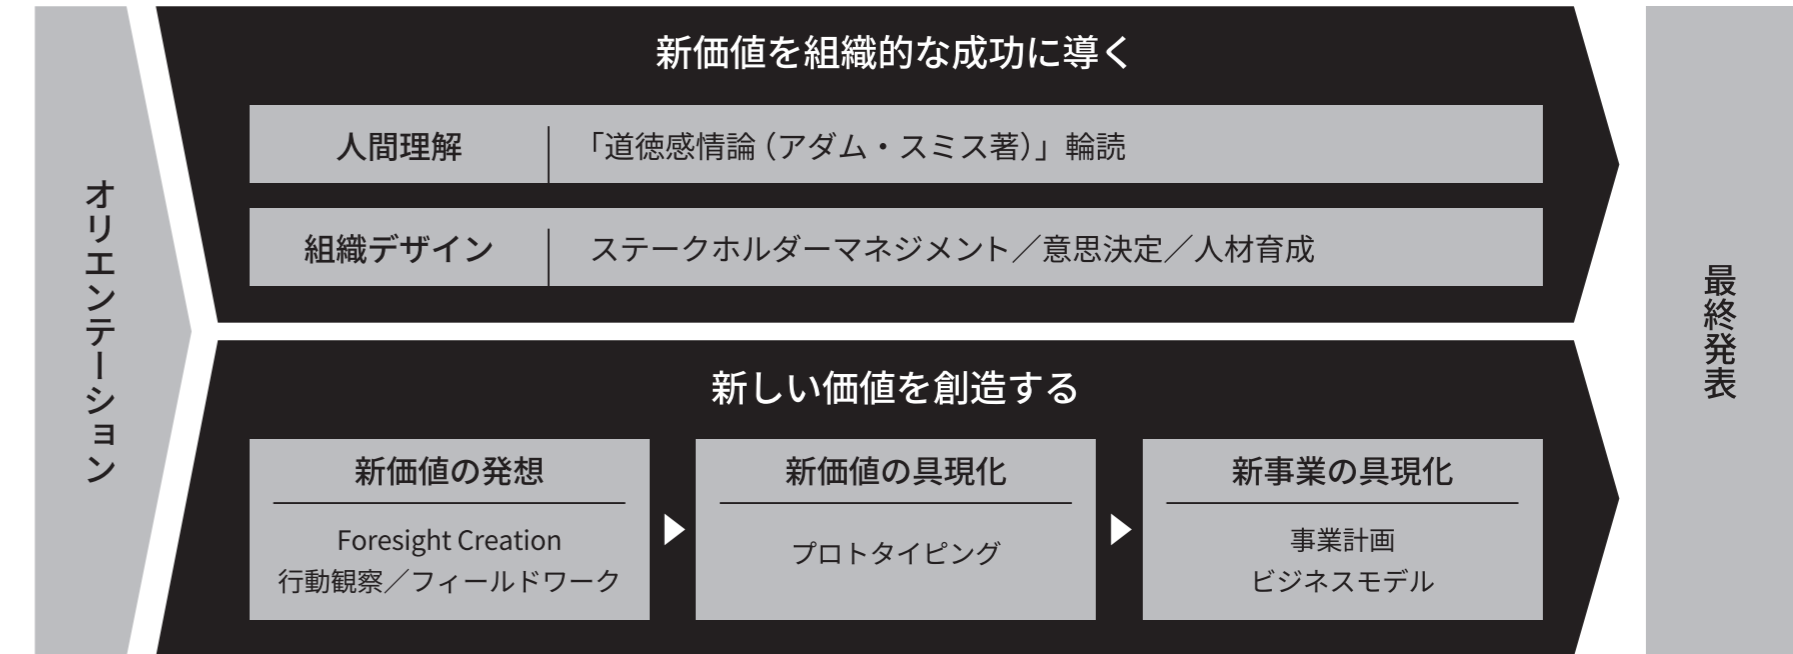 オリエンテーション
新価値を組織的な成功に導く
人間理解
「道徳感情論（アダム・スミス著）」輪読
組織デザイン
ステークホルダーマネジメント／意思決定／人材育成
新しい価値を創造する
新価値の発想
Foresight Creation
行動観察／フィールドワーク
新価値の具現化
プロトタイピング
新事業の具現化
事業計画
ビジネスモデル
最終発表